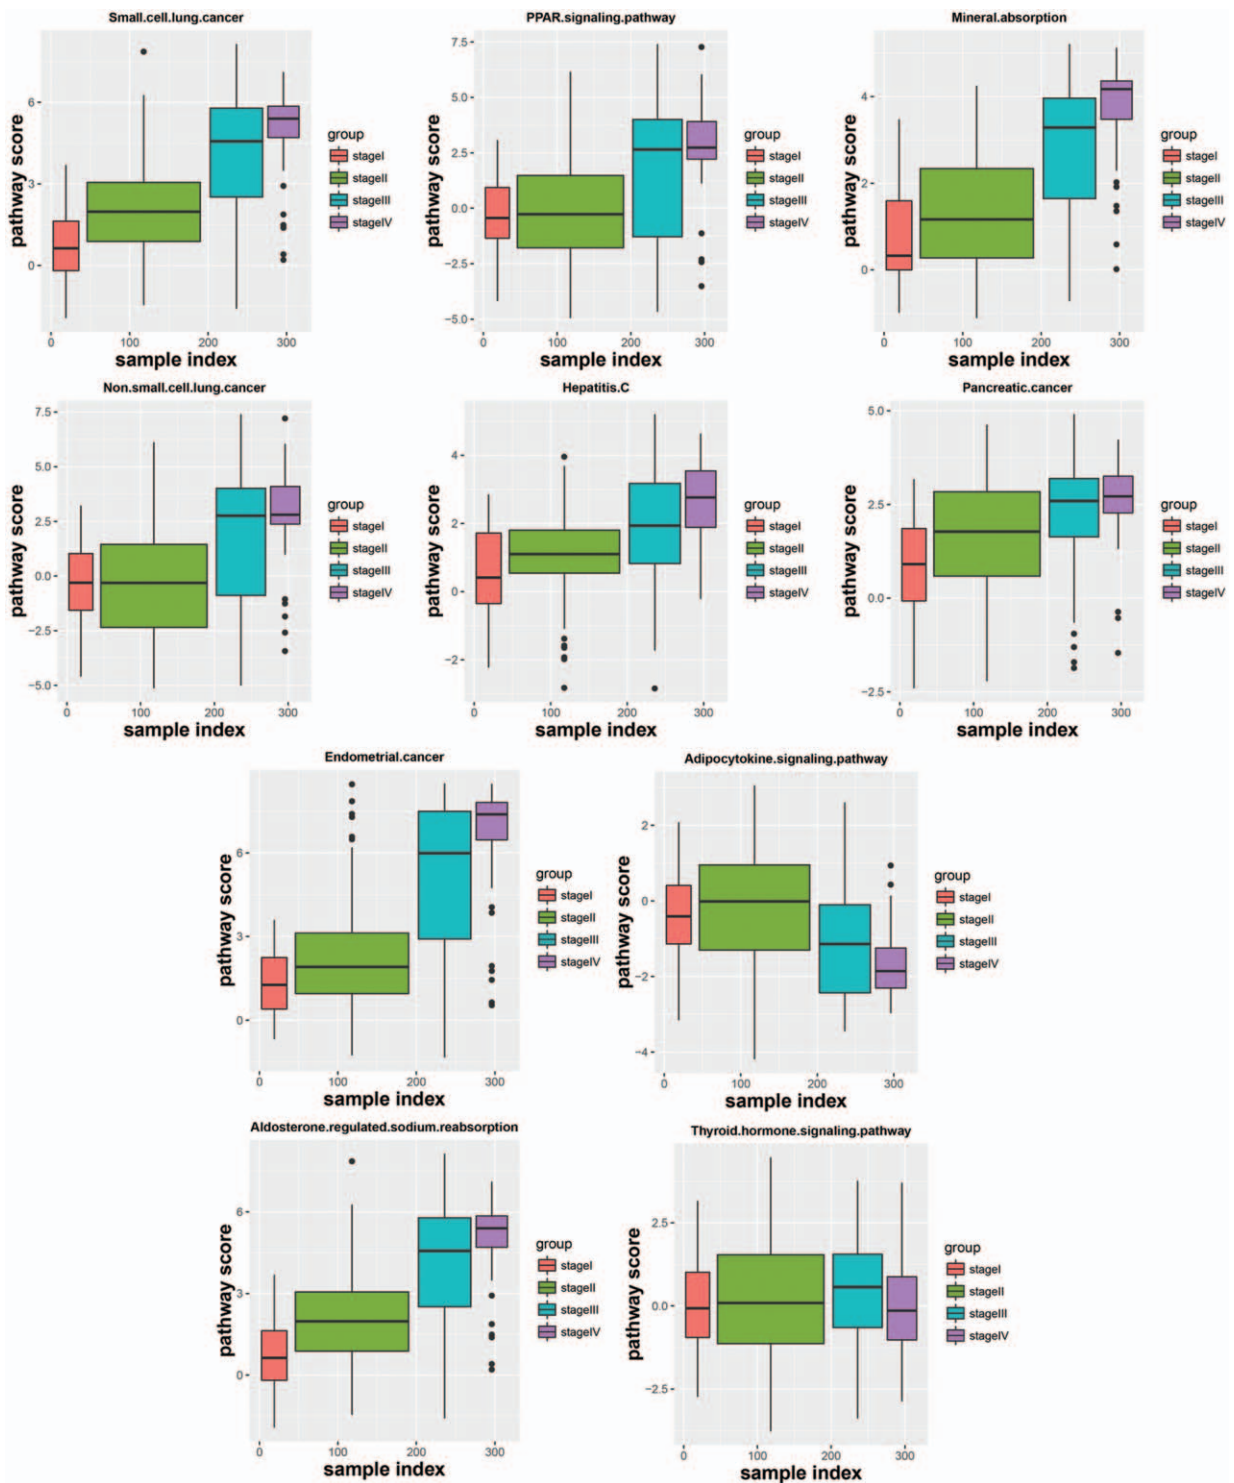 Small.cell.lung.cancer
pathway score
6
3
0
0
100
200
300
sample index
group
stageI
stageII
stageIII
stageIV
PPAR.signaling.pathway
pathway score
7.5
5.0
2.5
0.0
−2.5
−5.0
0
100
200
300
sample index
group
stageI
stageII
stageIII
stageIV
Mineral.absorption
pathway score
4
2
0
0
100
200
300
sample index
group
stageI
stageII
stageIII
stageIV
Non.small.cell.lung.cancer
pathway score
7.5
5.0
2.5
0.0
−2.5
−5.0
0
100
200
300
sample index
group
stageI
stageII
stageIII
stageIV
Hepatitis.C
pathway score
4
2
0
−2
0
100
200
300
sample index
group
stageI
stageII
stageIII
stageIV
Pancreatic.cancer
pathway score
5.0
2.5
0.0
−2.5
0
100
200
300
sample index
group
stageI
stageII
stageIII
stageIV
Endometrial.cancer
pathway score
6
3
0
0
100
200
300
sample index
group
stageI
stageII
stageIII
stageIV
Adipocytokine.signaling.pathway
pathway score
2
0
−2
−4
0
100
200
300
sample index
group
stageI
stageII
stageIII
stageIV
Aldosterone.regulated.sodium.reabsorption
pathway score
6
3
0
0
100
200
300
sample index
group
stageI
stageII
stageIII
stageIV
Thyroid.hormone.signaling.pathway
pathway score
2.5
0.0
−2.5
0
100
200
300
sample index
group
stageI
stageII
stageIII
stageIV